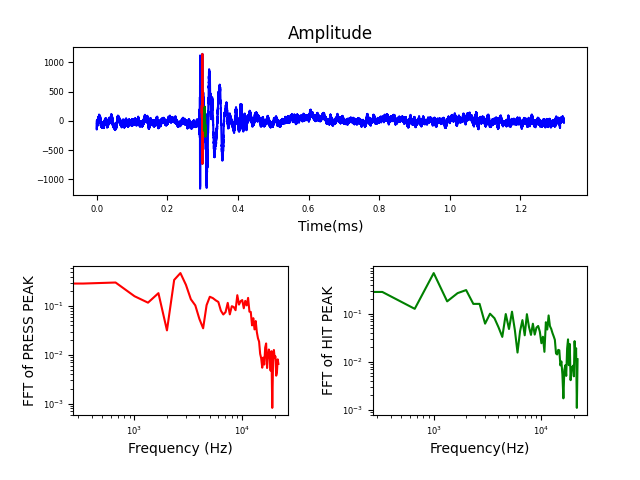 Amplitude
1000
500
0
−500
−1000
0.0 0.2 0.4 0.6 0.8 1.0 1.2
Time(ms)
FFT of PRESS PEAK
10⁻¹
10⁻²
10⁻³
10³ 10⁴
Frequency (Hz)
FFT of HIT PEAK
10⁻¹
10⁻²
10⁻³
10³ 10⁴
Frequency(Hz)